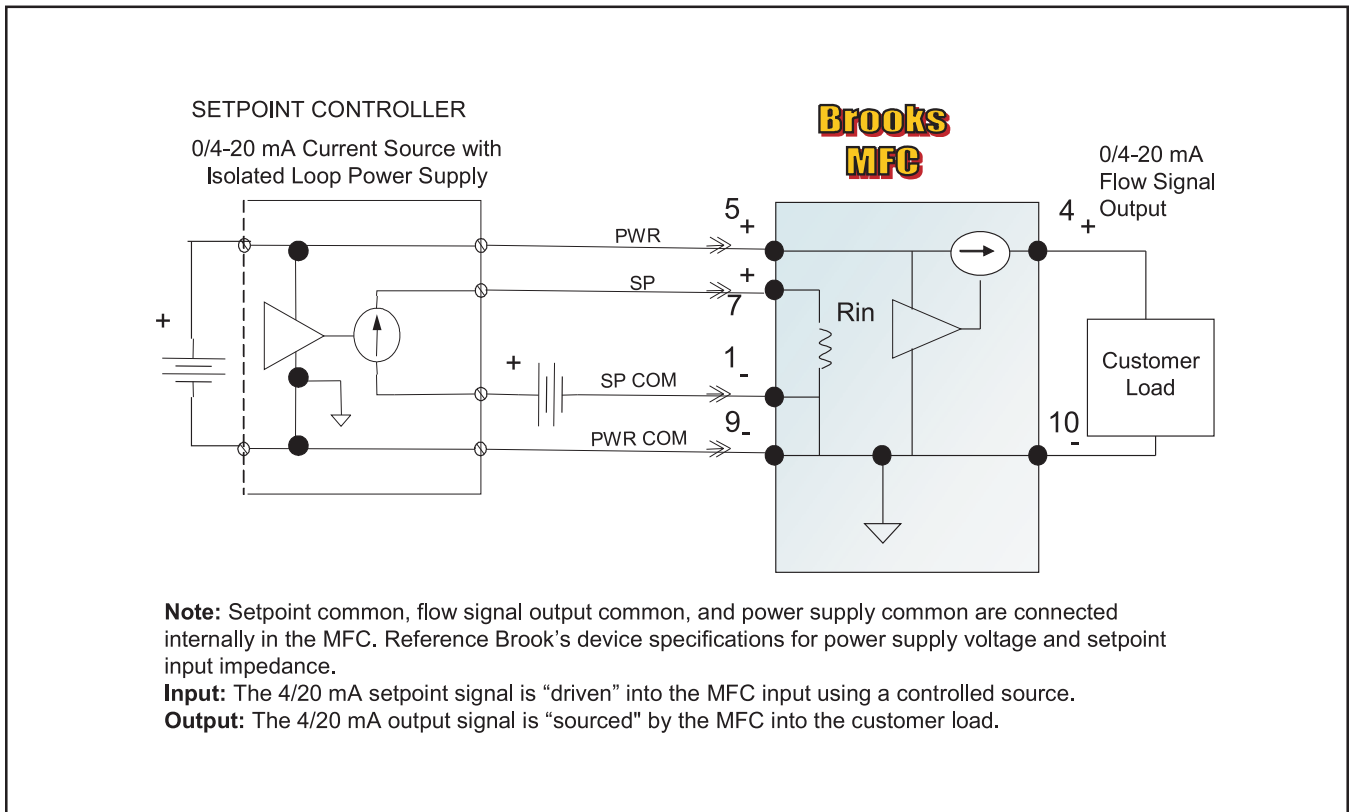 SETPOINT CONTROLLER
0/4-20 mA Current Source with
Isolated Loop Power Supply
Brooks
MFC
0/4-20 mA
Flow Signal
Output
5
+
PWR
4
+
+
SP
7
Rin
+
+
1
-
SP COM
Customer
Load
9
-
PWR COM
10
-
Note: Setpoint common, flow signal output common, and power supply common are connected
internally in the MFC. Reference Brook's device specifications for power supply voltage and setpoint
input impedance.
Input: The 4/20 mA setpoint signal is “driven” into the MFC input using a controlled source.
Output: The 4/20 mA output signal is “sourced" by the MFC into the customer load.